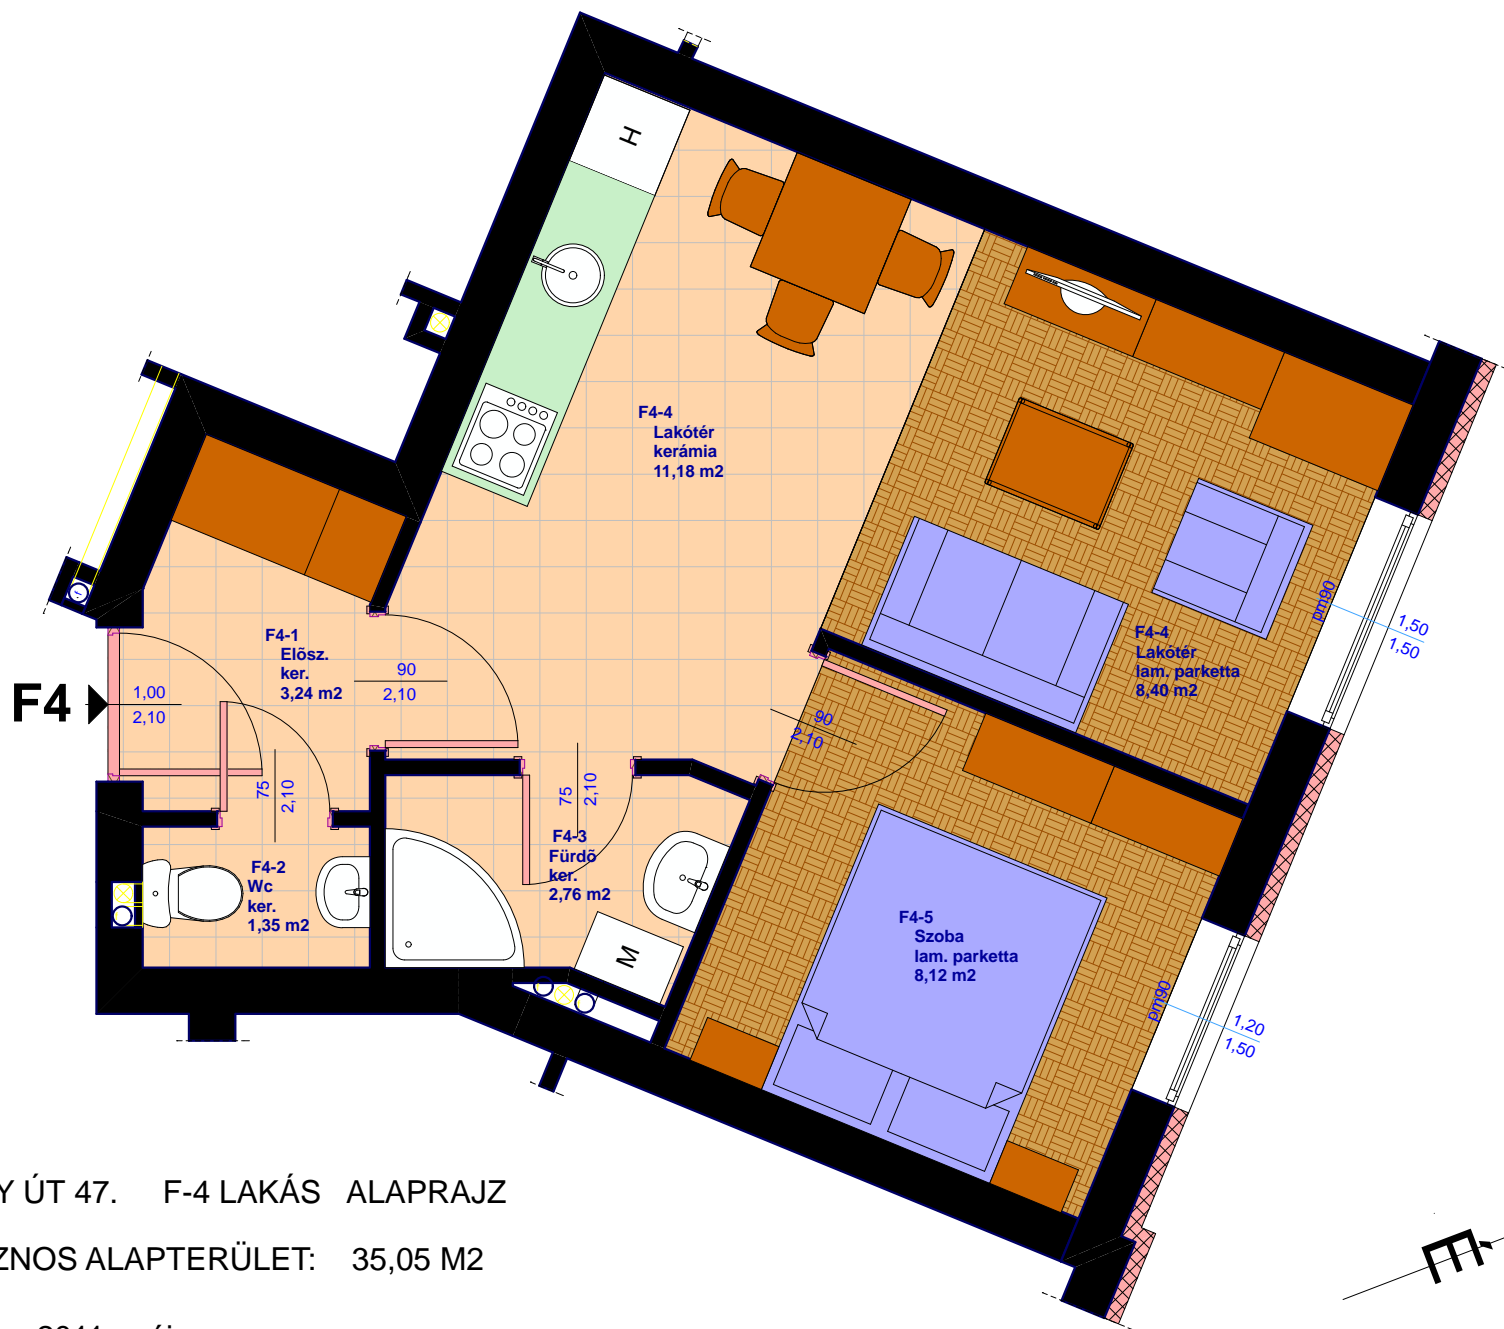 H
F4-4
Lakótér
kerámia
11,18 m2
F4-1
Elősz.
ker.
3,24 m2
90
2,10
F4
1,00
2,10
75
2,10
75
2,10
90
2,10
F4-4
Lakótér
lam. parketta
8,40 m2
pm90
1,50
1,50
F4-2
Wc
ker.
1,35 m2
F4-3
Fürdő
ker.
2,76 m2
M
F4-5
Szoba
lam. parketta
8,12 m2
pm90
1,20
1,50
Y ÚT 47. F-4 LAKÁS ALAPRAJZ
ZNOS ALAPTERÜLET: 35,05 M2
É